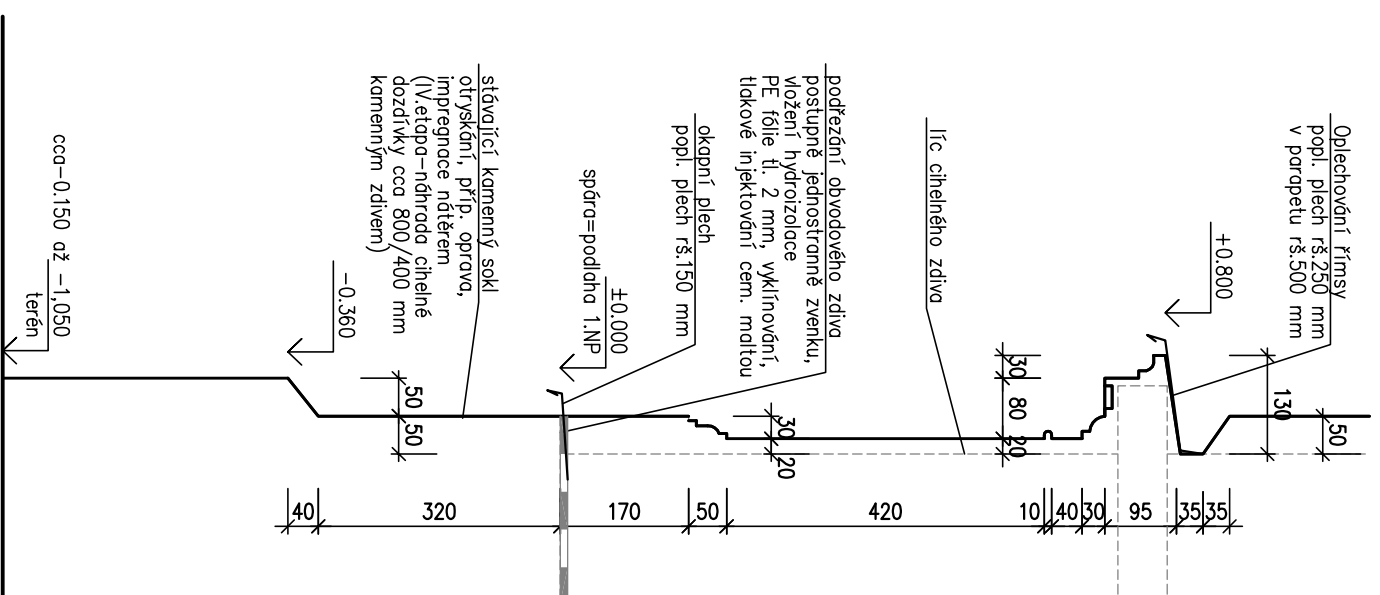 Oplechování římsy
popl. plech rš.250 mm
v parapetu rš.500 mm
+0.800
líc cihelného zdiva
podřezání obvodového zdiva
postupně jednostranně zvenku,
vložení hydroizolace
PE fólie tl. 2 mm, vyklínování,
tlakové injektování cem. maltou
okapní plech
popl. plech rš.150 mm
±0.000
spára=podlaha 1.NP
stávající kamenný sokl
otryskání, příp. oprava,
impregnace nátěrem
(IV.etapa-náhrada cihelné
dozdívky cca 800/400 mm
kamenným zdivem)
-0.360
cca-0.150 až -1,050
terén
50
130
30
80
20
30
20
50
50
40
320
170
50
420
10
40
30
95
35
35